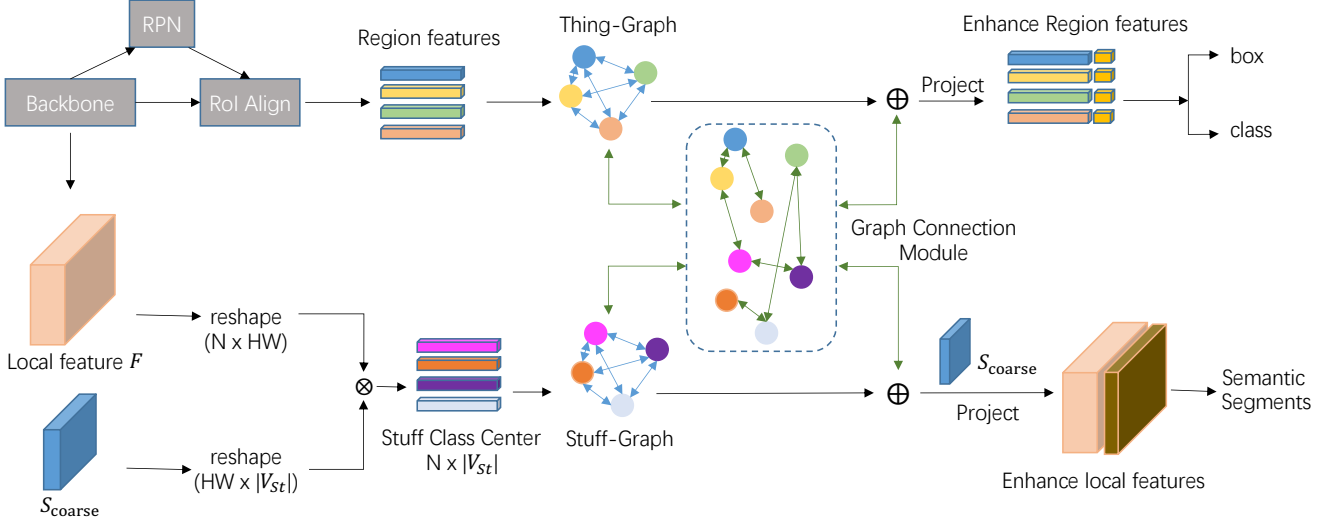 RPN
Backbone
RoI Align
Region features
Thing-Graph
Project
Enhance Region features
box
class
Graph Connection
Module
Local feature F
reshape
(N x HW)
S_coarse
reshape
(HW x |V_St|)
Stuff Class Center
N x |V_St|
Stuff-Graph
S_coarse
Project
Enhance local features
Semantic
Segments